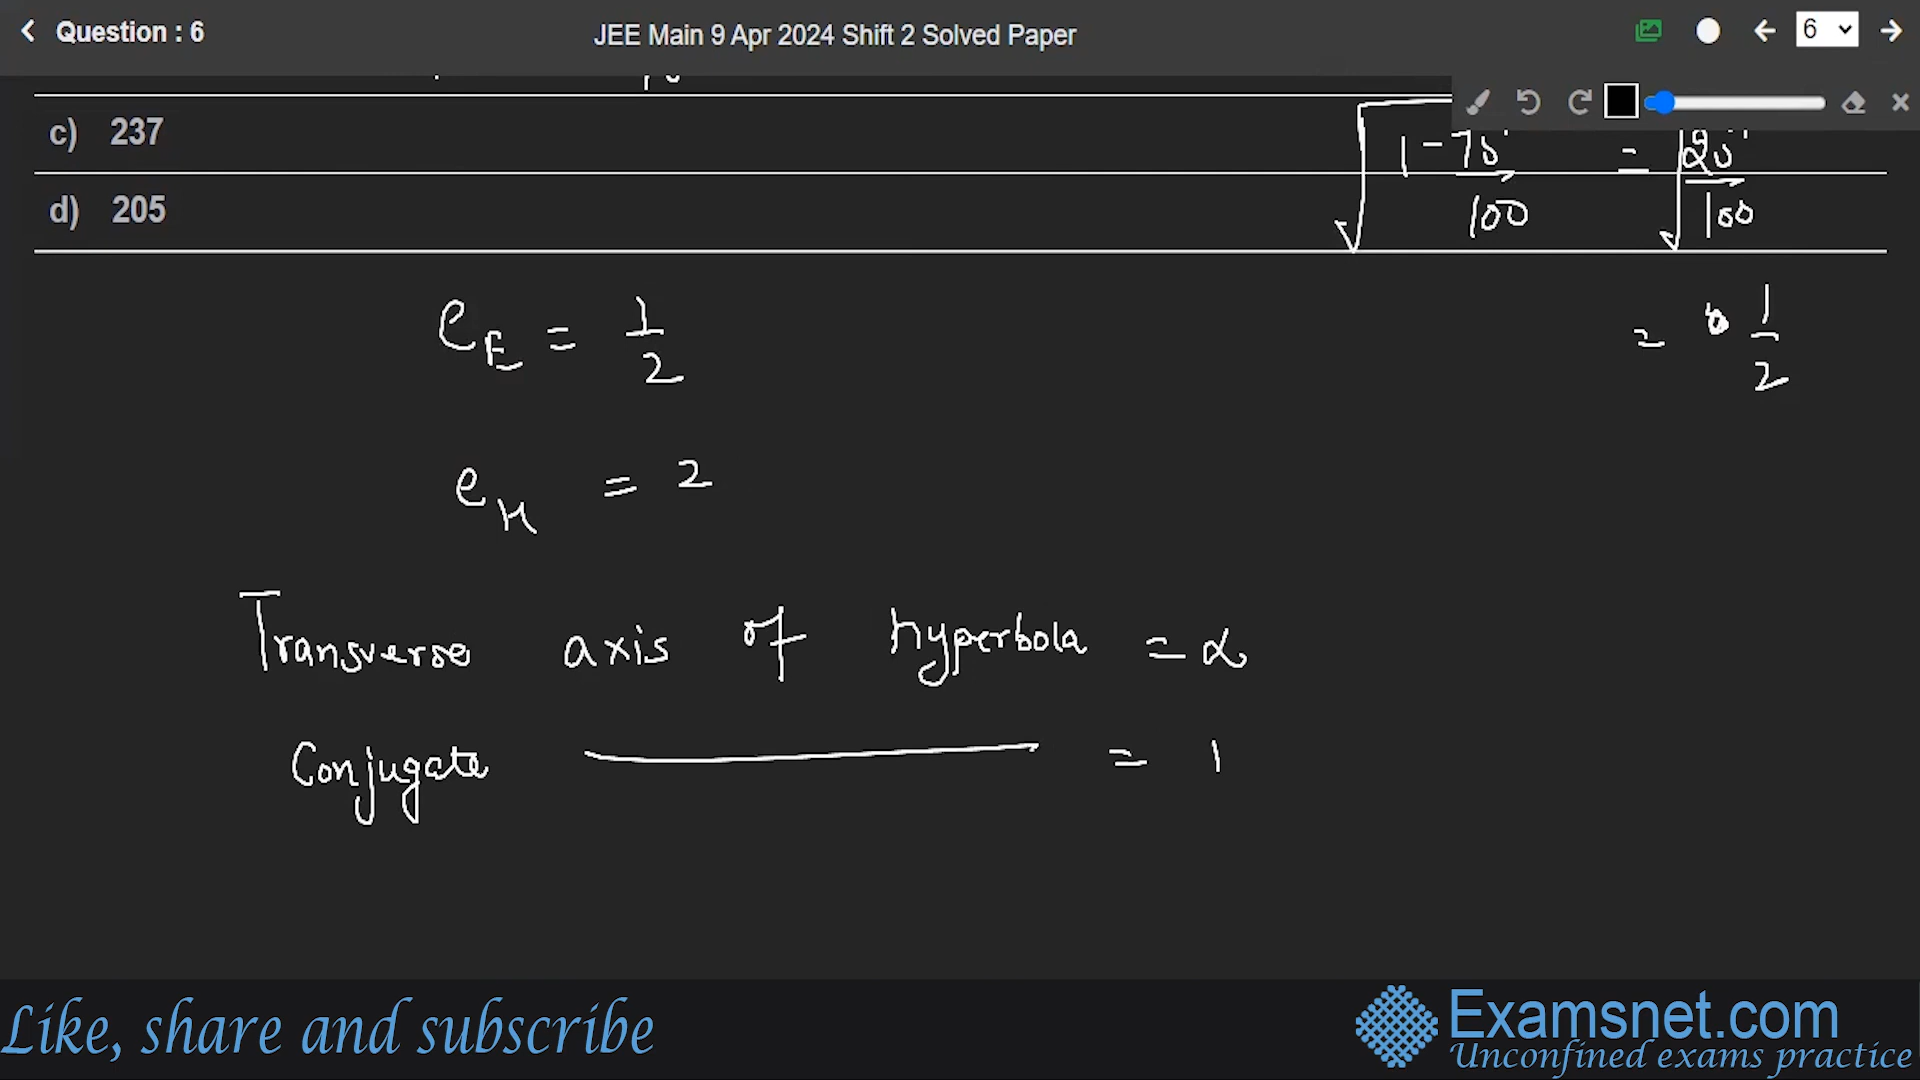 Question : 6
JEE Main 9 Apr 2024 Shift 2 Solved Paper
6
c) 237
d) 205
√(1 - 75/100) = √(25/100)
= 1/2
e_E = 1/2
e_H = 2
Transverse axis of hyperbola = α
Conjugate ——— = 1
Like, share and subscribe
Examsnet.com
Unconfined exams practice